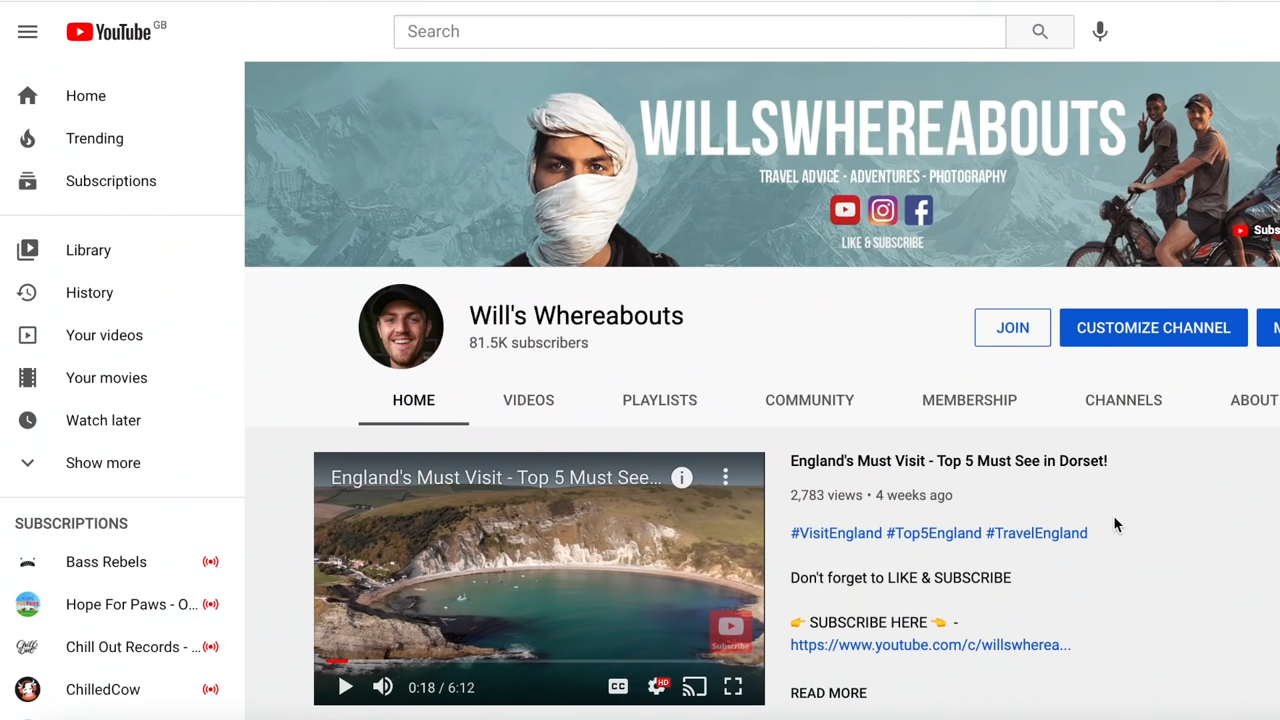 YouTube GB
Search
Home
Trending
Subscriptions
Library
History
Your videos
Your movies
Watch later
Show more
SUBSCRIPTIONS
Bass Rebels
Hope For Paws - O...
Chill Out Records - ...
ChilledCow
WILLSWHEREABOUTS
TRAVEL ADVICE - ADVENTURES - PHOTOGRAPHY
LIKE & SUBSCRIBE
Subs
Will's Whereabouts
81.5K subscribers
JOIN
CUSTOMIZE CHANNEL
M
HOME
VIDEOS
PLAYLISTS
COMMUNITY
MEMBERSHIP
CHANNELS
ABOUT
England's Must Visit - Top 5 Must See...
Subscribe
0:18 / 6:12
CC
HD
England's Must Visit - Top 5 Must See in Dorset!
2,783 views • 4 weeks ago
#VisitEngland #Top5England #TravelEngland
Don't forget to LIKE & SUBSCRIBE
👉 SUBSCRIBE HERE 👈 -
https://www.youtube.com/c/willswherea...
READ MORE